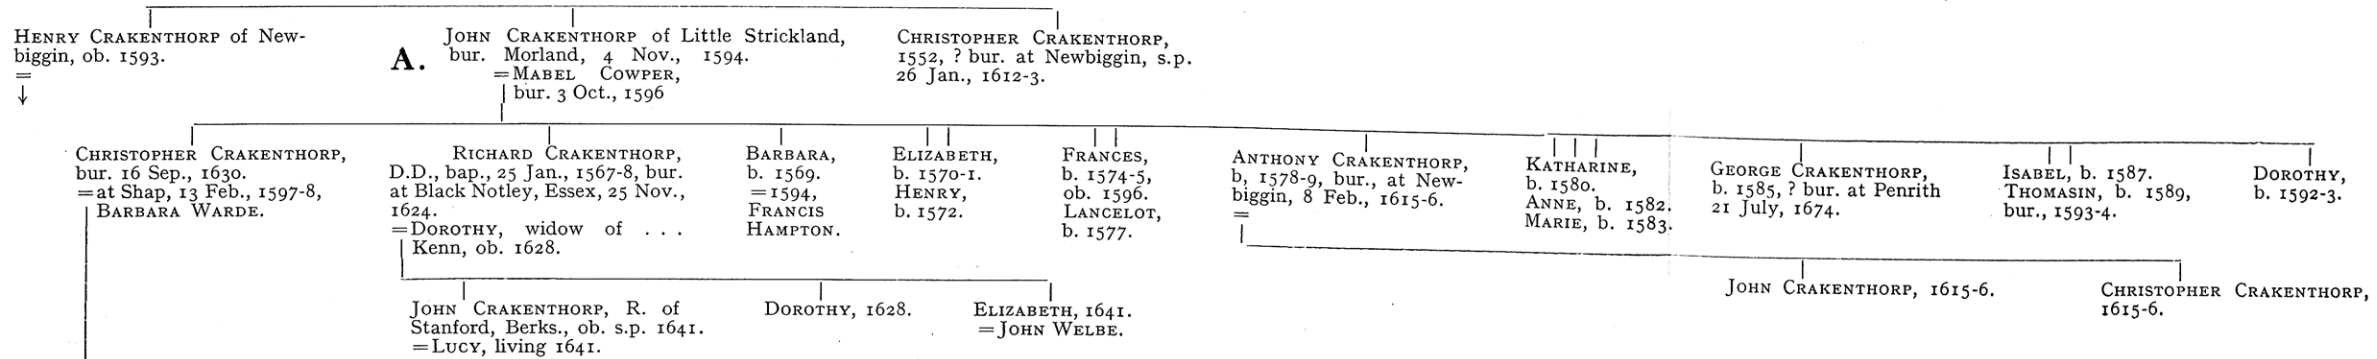 HENRY CRAKENTHORP of New-
biggin, ob. 1593.
=
A.
JOHN CRAKENTHORP of Little Strickland,
bur. Morland, 4 Nov., 1594.
=MABEL COWPER,
bur. 3 Oct., 1596
CHRISTOPHER CRAKENTHORP,
1552, ? bur. at Newbiggin, s.p.
26 Jan., 1612-3.
CHRISTOPHER CRAKENTHORP,
bur. 16 Sep., 1630.
=at Shap, 13 Feb., 1597-8,
BARBARA WARDE.
RICHARD CRAKENTHORP,
D.D., bap., 25 Jan., 1567-8, bur.
at Black Notley, Essex, 25 Nov.,
1624.
=DOROTHY, widow of . . .
Kenn, ob. 1628.
BARBARA,
b. 1569.
=1594,
FRANCIS
HAMPTON.
ELIZABETH,
b. 1570-1.
HENRY,
b. 1572.
FRANCES,
b. 1574-5,
ob. 1596.
LANCELOT,
b. 1577.
ANTHONY CRAKENTHORP,
b, 1578-9, bur., at New-
biggin, 8 Feb., 1615-6.
=
KATHARINE,
b. 1580.
ANNE, b. 1582.
MARIE, b. 1583.
GEORGE CRAKENTHORP,
b. 1585, ? bur. at Penrith
21 July, 1674.
ISABEL, b. 1587.
THOMASIN, b. 1589,
bur., 1593-4.
DOROTHY,
b. 1592-3.
JOHN CRAKENTHORP, R. of
Stanford, Berks., ob. s.p. 1641.
=LUCY, living 1641.
DOROTHY, 1628.
ELIZABETH, 1641.
=JOHN WELBE.
JOHN CRAKENTHORP, 1615-6.
CHRISTOPHER CRAKENTHORP,
1615-6.